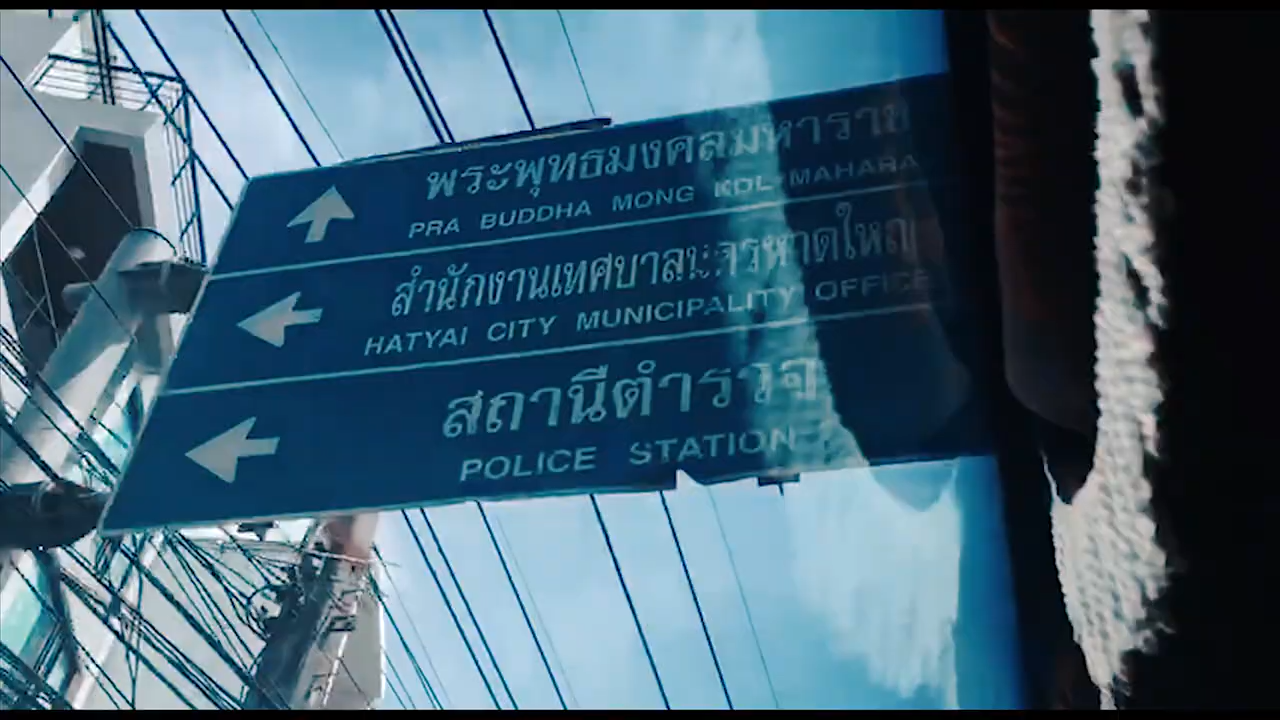 พระพุทธมงคลมหาราช
PRA BUDDHA MONG KOL MAHARA
สำนักงานเทศบาลนครหาดใหญ่
HATYAI CITY MUNICIPALITY OFFICE
สถานีตำรวจ
POLICE STATION